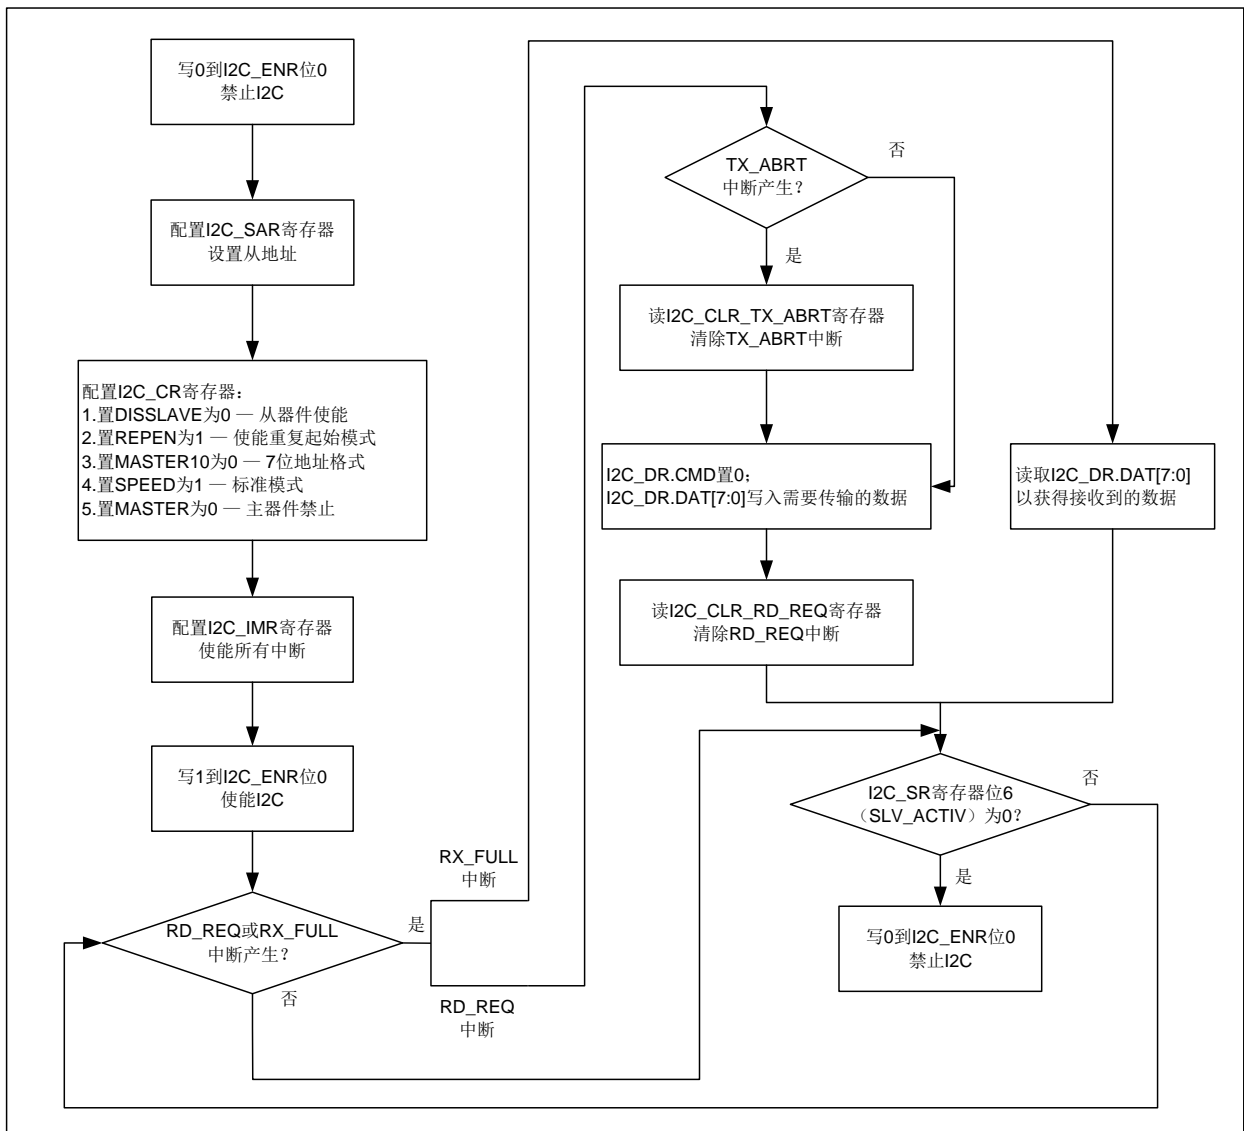 写0到I2C_ENR位0
禁止I2C
配置I2C_SAR寄存器
设置从地址
配置I2C_CR寄存器：
1.置DISSLAVE为0 — 从器件使能
2.置REPEN为1 — 使能重复起始模式
3.置MASTER10为0 — 7位地址格式
4.置SPEED为1 — 标准模式
5.置MASTER为0 — 主器件禁止
配置I2C_IMR寄存器
使能所有中断
写1到I2C_ENR位0
使能I2C
RD_REQ或RX_FULL
中断产生？
是
否
RX_FULL
中断
RD_REQ
中断
TX_ABRT
中断产生？
否
是
读I2C_CLR_TX_ABRT寄存器
清除TX_ABRT中断
I2C_DR.CMD置0；
I2C_DR.DAT[7:0]写入需要传输的数据
读I2C_CLR_RD_REQ寄存器
清除RD_REQ中断
读取I2C_DR.DAT[7:0]
以获得接收到的数据
I2C_SR寄存器位6
（SLV_ACTIV）为0？
否
是
写0到I2C_ENR位0
禁止I2C